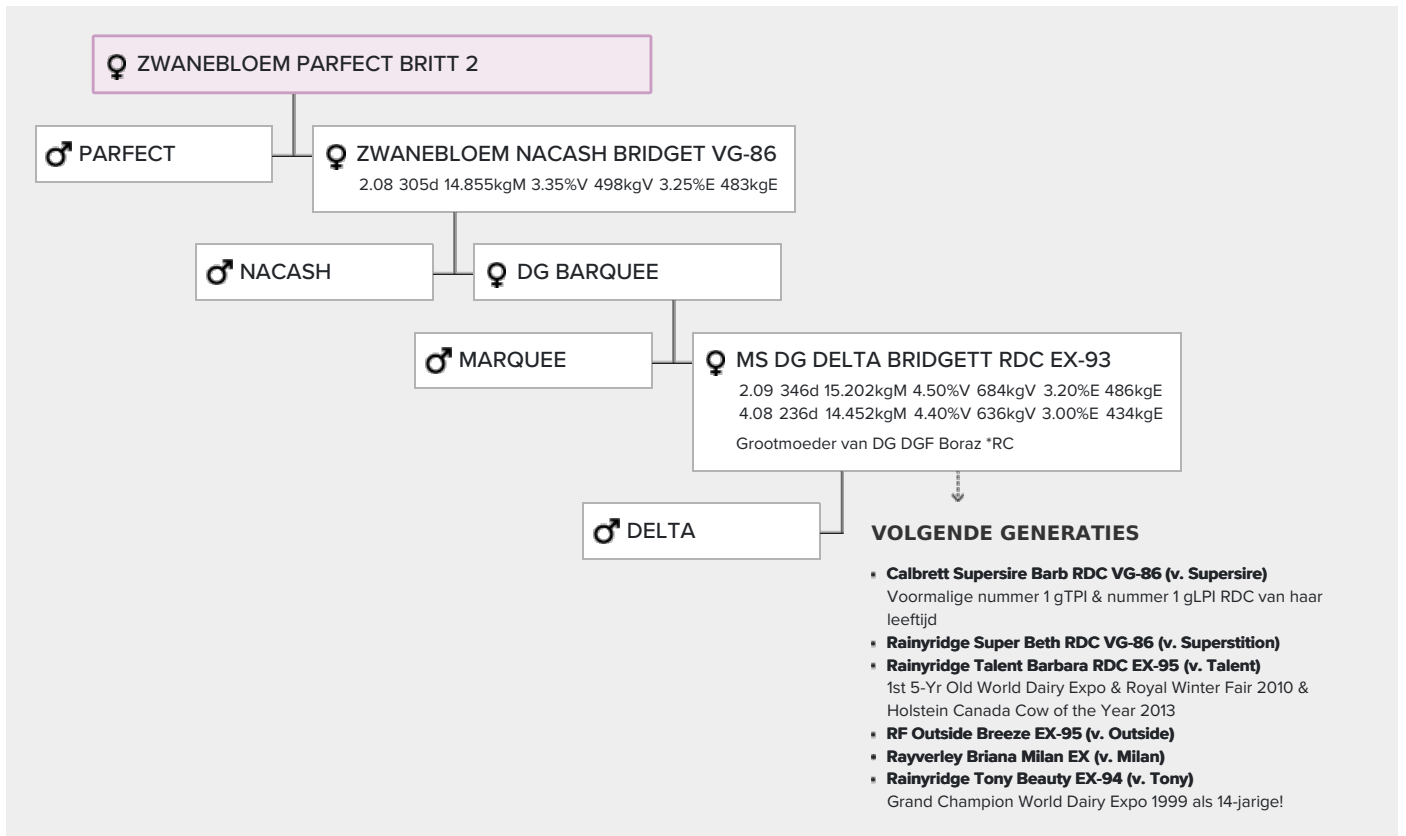 ZWANEBLOEM PARFECT BRITT 2
PARFECT
ZWANEBLOEM NACASH BRIDGET VG-86
2.08 305d 14.855kgM 3.35%V 498kgV 3.25%E 483kgE
NACASH
DG BARQUEE
MARQUEE
MS DG DELTA BRIDGETT RDC EX-93
2.09 346d 15.202kgM 4.50%V 684kgV 3.20%E 486kgE
4.08 236d 14.452kgM 4.40%V 636kgV 3.00%E 434kgE
Grootmoeder van DG DGF Boraz *RC
DELTA
VOLGENDE GENERATIES
Calbrett Supersire Barb RDC VG-86 (v. Supersire)
Voormalige nummer 1 gTPI & nummer 1 gLPI RDC van haar
leeftijd
Rainyridge Super Beth RDC VG-86 (v. Superstition)
Rainyridge Talent Barbara RDC EX-95 (v. Talent)
1st 5-Yr Old World Dairy Expo & Royal Winter Fair 2010 &
Holstein Canada Cow of the Year 2013
RF Outside Breeze EX-95 (v. Outside)
Rayverley Briana Milan EX (v. Milan)
Rainyridge Tony Beauty EX-94 (v. Tony)
Grand Champion World Dairy Expo 1999 als 14-jarige!